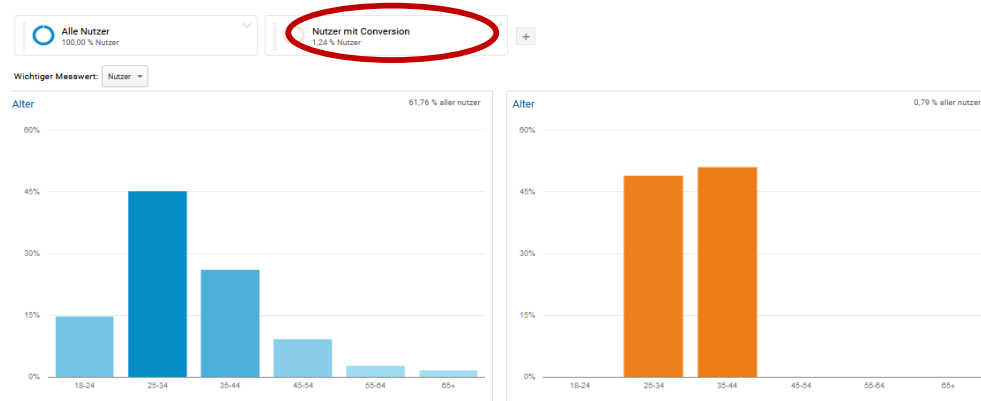 Alle Nutzer
100,00 % Nutzer
Nutzer mit Conversion
1,24 % Nutzer
+
Wichtiger Messwert: Nutzer
Alter
61,76 % aller nutzer
60%
45%
30%
15%
0%
18-24 25-34 35-44 45-54 55-64 65+
Alter
0,79 % aller nutzer
60%
45%
30%
15%
0%
18-24 25-34 35-44 45-54 55-64 65+